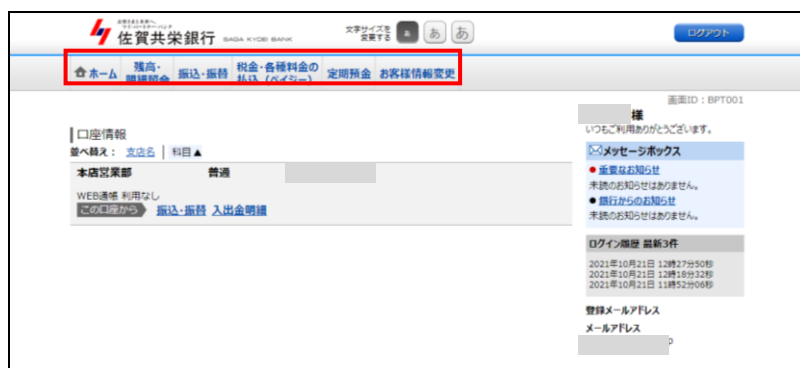 佐賀共栄銀行 SAGA KYOEI BANK
文字サイズを
変更する
あ あ あ
ログアウト
ホーム 残高・明細照会 振込・振替 税金・各種料金の払込（ペイジー） 定期預金 お客様情報変更
画面ID：BPT001
様
いつもご利用ありがとうございます。
口座情報
並べ替え： 支店名 | 科目▲
本店営業部 普通
WEB通帳 利用なし
この口座から 振込・振替 入出金明細
メッセージボックス
●重要なお知らせ
未読のお知らせはありません。
●銀行からのお知らせ
未読のお知らせはありません。
ログイン履歴 最新3件
2021年10月21日 12時27分50秒
2021年10月21日 12時18分32秒
2021年10月21日 11時52分06秒
登録メールアドレス
メールアドレス